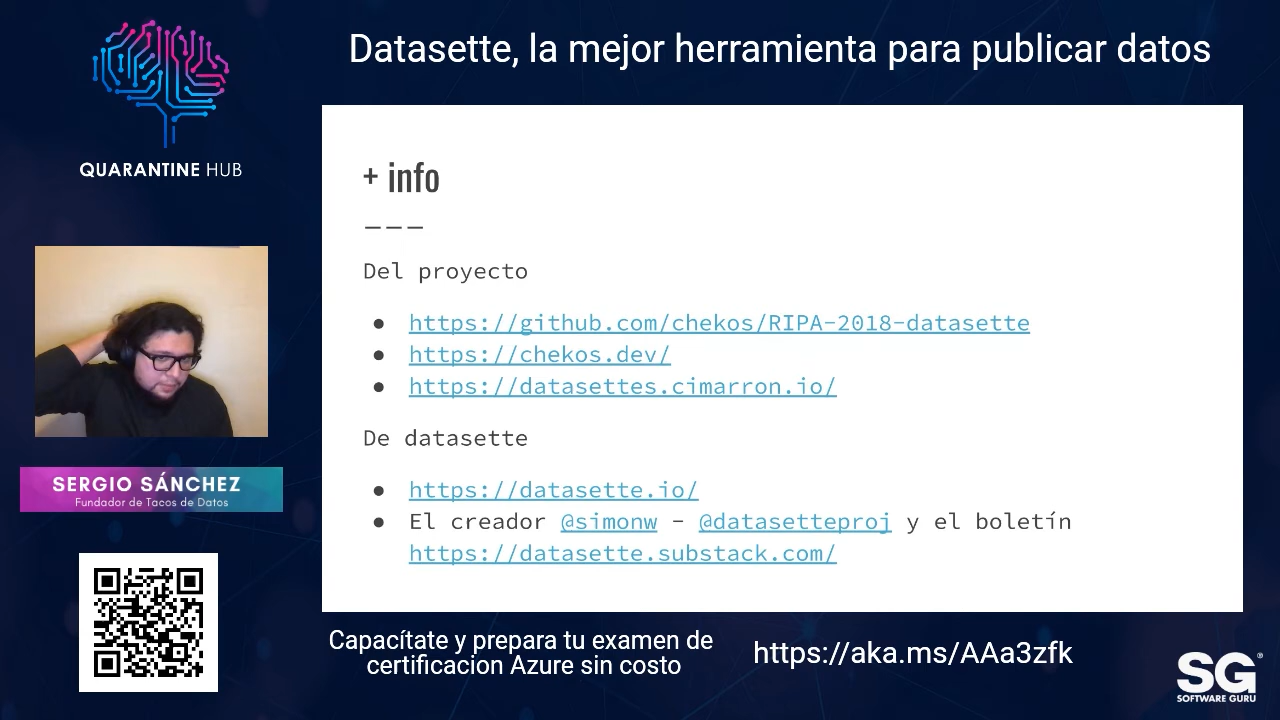 Datasette, la mejor herramienta para publicar datos
QUARANTINE HUB
+ info
---
Del proyecto
● https://github.com/chekos/RIPA-2018-datasette
● https://chekos.dev/
● https://datasettes.cimarron.io/
De datasette
● https://datasette.io/
● El creador @simonw - @datasetteproj y el boletín
https://datasette.substack.com/
SERGIO SÁNCHEZ
Fundador de Tacos de Datos
Capacítate y prepara tu examen de
certificacion Azure sin costo
https://aka.ms/AAa3zfk
SG®
SOFTWARE GURU